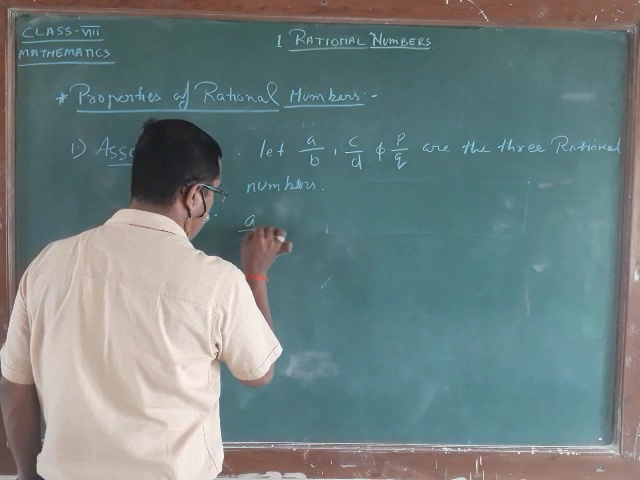 CLASS-VIII
MATHEMATICS
1 RATIONAL NUMBERS
* Properties of Rational Numbers:-
1) Asso . let a/b, c/d & p/q are the three Rational
numbers.
a